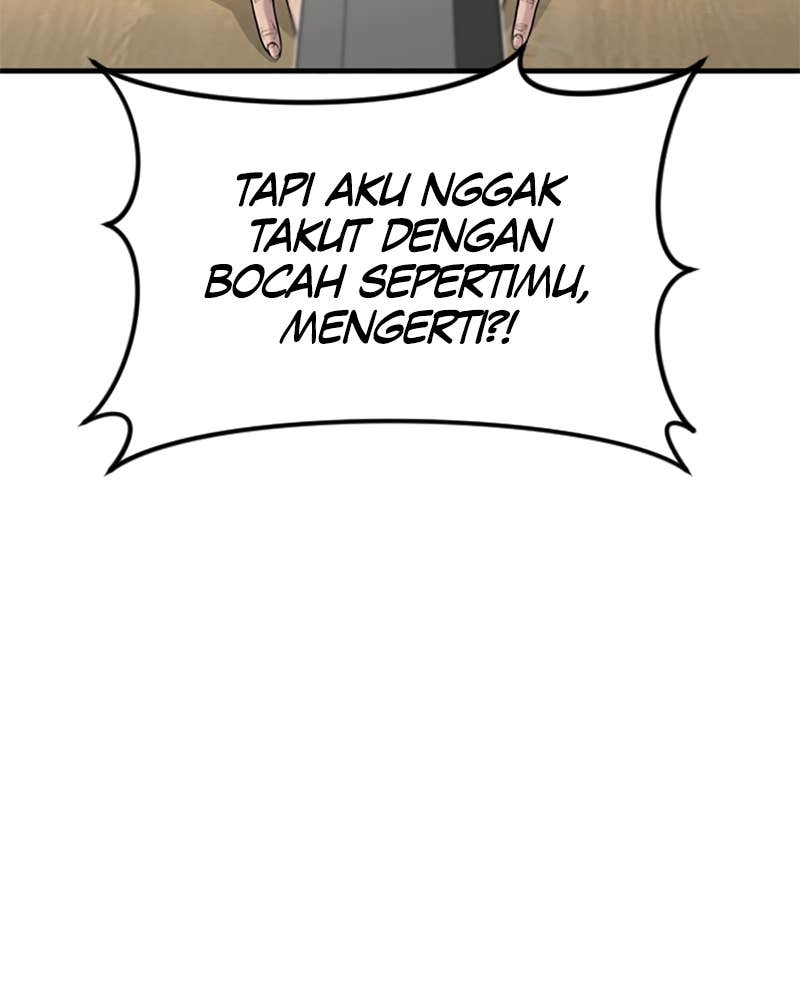 TAPI AKU NGGAK
TAKUT DENGAN
BOCAH SEPERTIMU,
MENGERTI?!